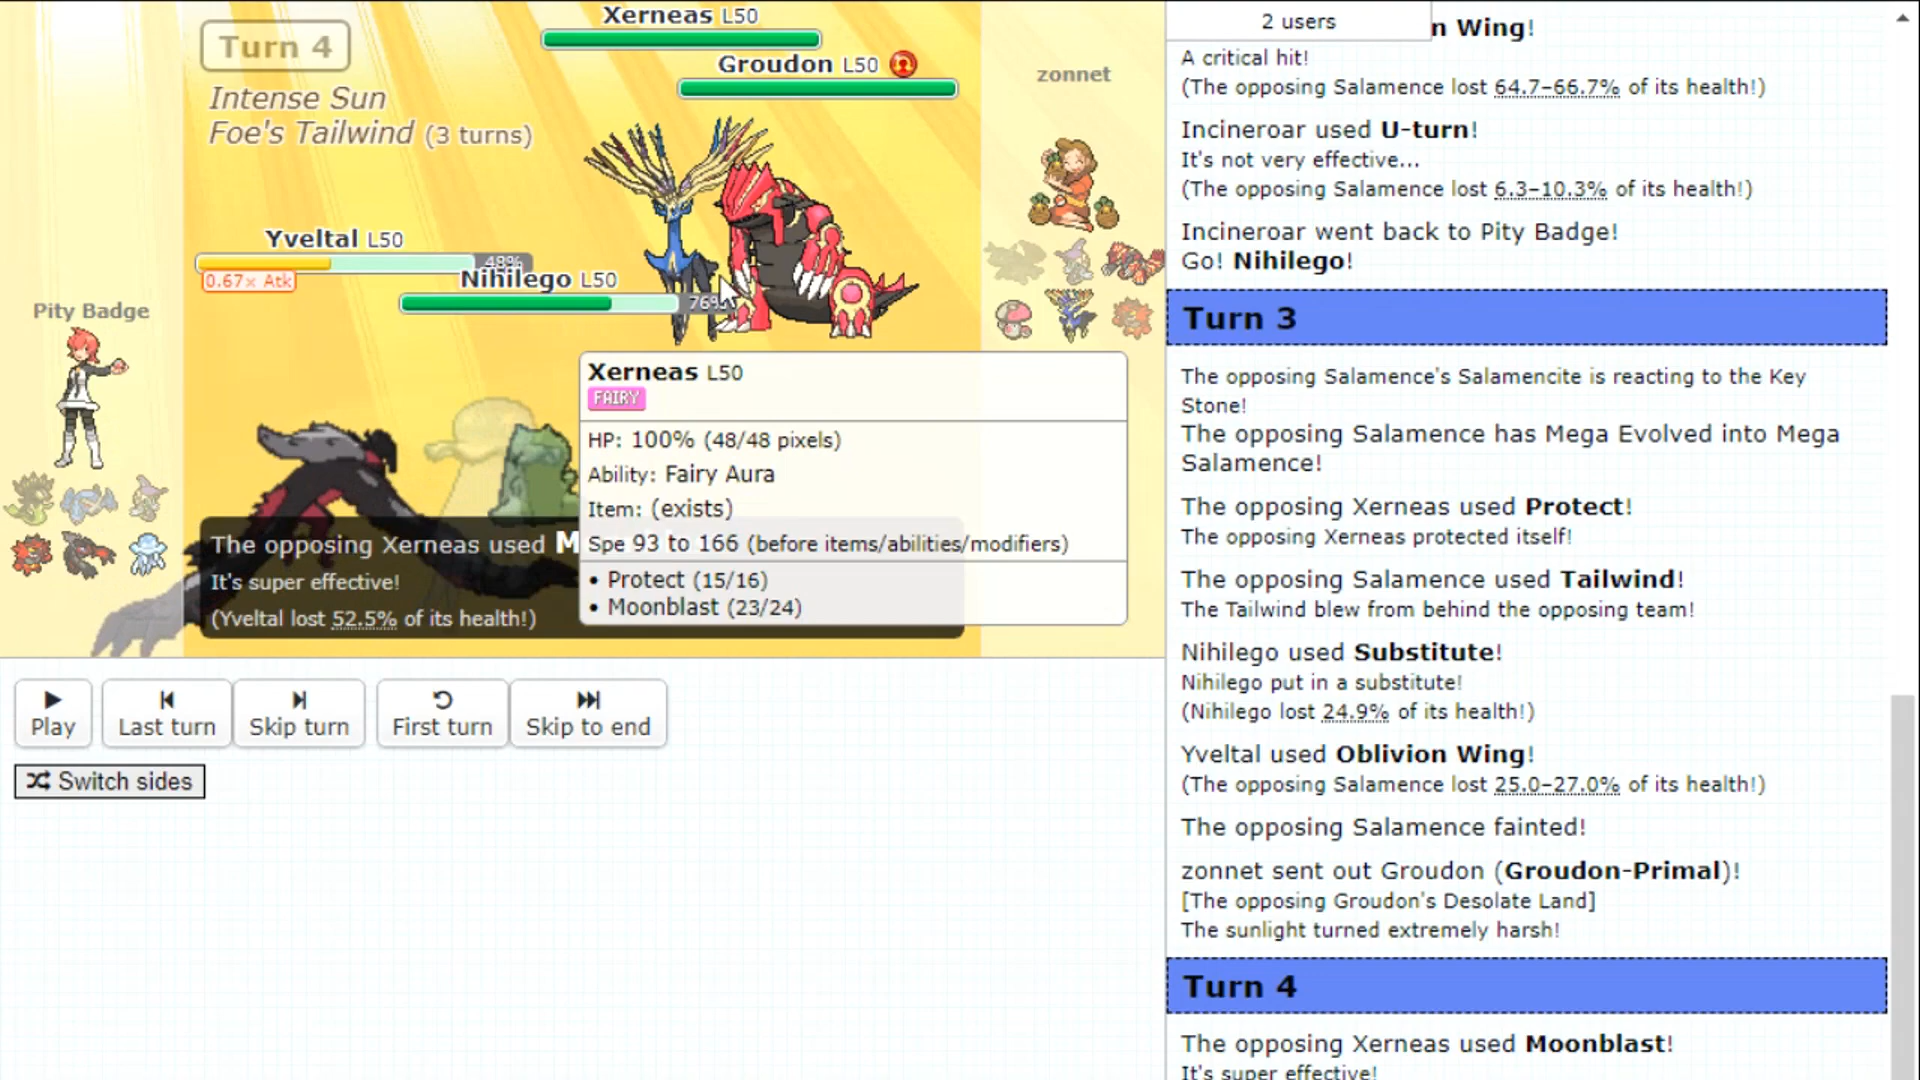 Turn 4
Intense Sun
Foe's Tailwind (3 turns)
Xerneas L50
Groudon L50
Yveltal L50
48%
0.67× Atk
Nihilego L50
76%
Pity Badge
zonnet
Xerneas L50
FAIRY
HP: 100% (48/48 pixels)
Ability: Fairy Aura
Item: (exists)
Spe 93 to 166 (before items/abilities/modifiers)
• Protect (15/16)
• Moonblast (23/24)
The opposing Xerneas used M
It's super effective!
(Yveltal lost 52.5% of its health!)
Play
Last turn
Skip turn
First turn
Skip to end
Switch sides
2 users
n Wing!
A critical hit!
(The opposing Salamence lost 64.7–66.7% of its health!)
Incineroar used U-turn!
It's not very effective...
(The opposing Salamence lost 6.3–10.3% of its health!)
Incineroar went back to Pity Badge!
Go! Nihilego!
Turn 3
The opposing Salamence's Salamencite is reacting to the Key
Stone!
The opposing Salamence has Mega Evolved into Mega
Salamence!
The opposing Xerneas used Protect!
The opposing Xerneas protected itself!
The opposing Salamence used Tailwind!
The Tailwind blew from behind the opposing team!
Nihilego used Substitute!
Nihilego put in a substitute!
(Nihilego lost 24.9% of its health!)
Yveltal used Oblivion Wing!
(The opposing Salamence lost 25.0–27.0% of its health!)
The opposing Salamence fainted!
zonnet sent out Groudon (Groudon-Primal)!
[The opposing Groudon's Desolate Land]
The sunlight turned extremely harsh!
Turn 4
The opposing Xerneas used Moonblast!
It's super effective!